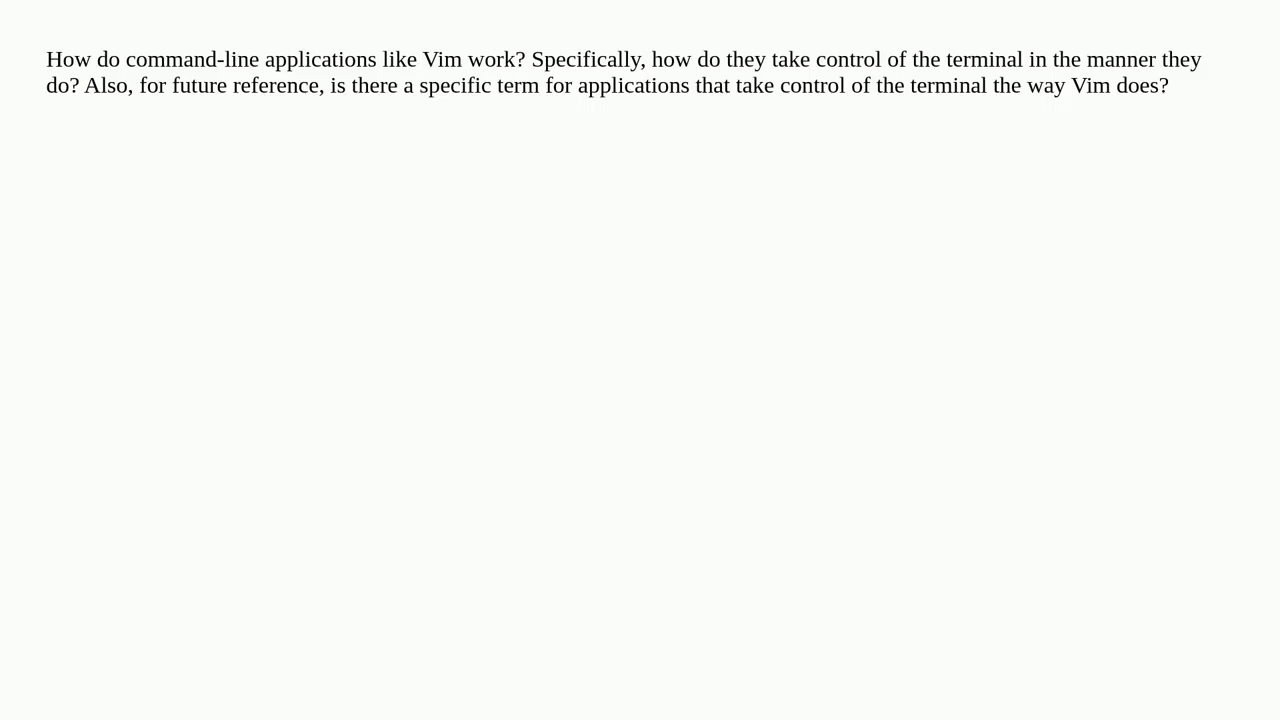 How do command-line applications like Vim work? Specifically, how do they take control of the terminal in the manner they
do? Also, for future reference, is there a specific term for applications that take control of the terminal the way Vim does?